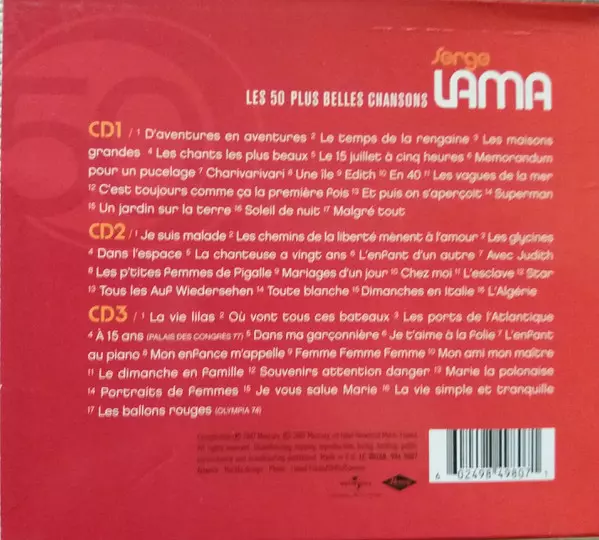 Serge
LAMA
LES 50 PLUS BELLES CHANSONS
50
CD1 / 1 D'aventures en aventures 2 Le temps de la rengaine 3 Les maisons
grandes 4 Les chants les plus beaux 5 Le 15 juillet à cinq heures 6 Memorandum
pour un pucelage 7 Charivarivari 8 Une île 9 Edith 10 En 40 11 Les vagues de la mer
12 C'est toujours comme ça la première fois 13 Et puis on s'aperçoit 14 Superman
15 Un jardin sur la terre 16 Soleil de nuit 17 Malgré tout
CD2 / 1 Je suis malade 2 Les chemins de la liberté mènent à l'amour 3 Les glycines
4 Dans l'espace 5 La chanteuse a vingt ans 6 L'enfant d'un autre 7 Avec Judith
8 Les p'tites femmes de Pigalle 9 Mariages d'un jour 10 Chez moi 11 L'esclave 12 Star
13 Tous les Auf Wiedersehen 14 Toute blanche 15 Dimanches en Italie 16 L'Algérie
CD3 / 1 La vie lilas 2 Où vont tous ces bateaux 3 Les ports de l'Atlantique
4 À 15 ans (PALAIS DES CONGRÈS 77) 5 Dans ma garçonnière 6 Je t'aime à la folie 7 L'enfant
au piano 8 Mon enfance m'appelle 9 Femme Femme Femme 10 Mon ami mon maître
11 Le dimanche en famille 12 Souvenirs attention danger 13 Marie la polonaise
14 Portraits de femmes 15 Je vous salue Marie 16 La vie simple et tranquille
17 Les ballons rouges (OLYMPIA 74)
6 02498 49807 1